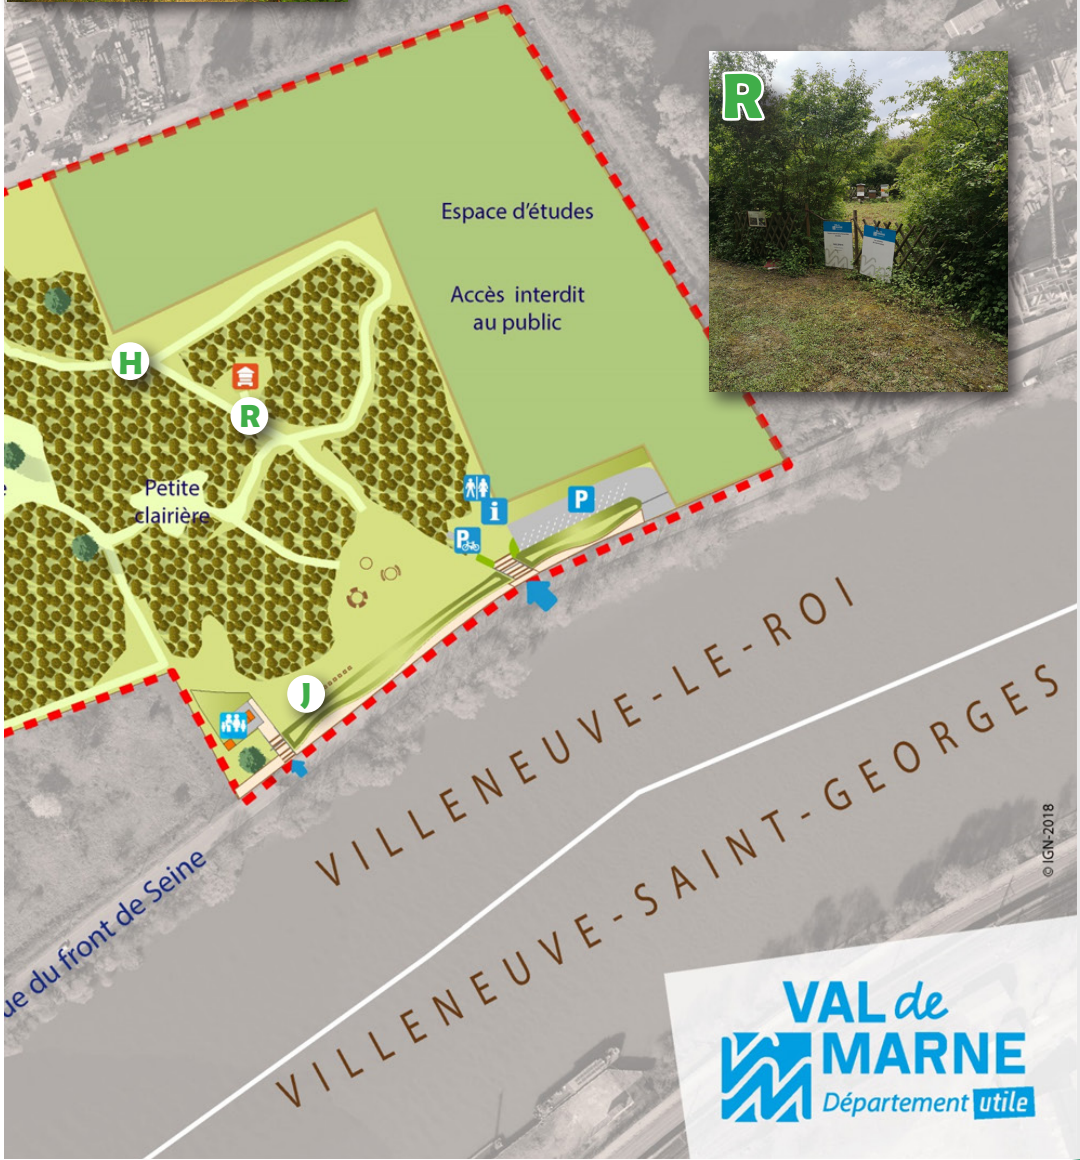 R
Espace d'études
Accès interdit
au public
H
R
Petite
clairière
i
P
P
J
VILLENEUVE-LE-ROI
VILLENEUVE-SAINT-GEORGES
ue du front de Seine
© IGN-2018
VAL de
MARNE
Département utile